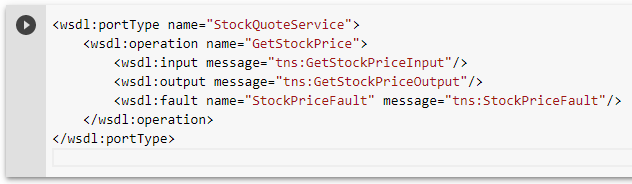 <wsdl:portType name="StockQuoteService">
    <wsdl:operation name="GetStockPrice">
        <wsdl:input message="tns:GetStockPriceInput"/>
        <wsdl:output message="tns:GetStockPriceOutput"/>
        <wsdl:fault name="StockPriceFault" message="tns:StockPriceFault"/>
    </wsdl:operation>
</wsdl:portType>